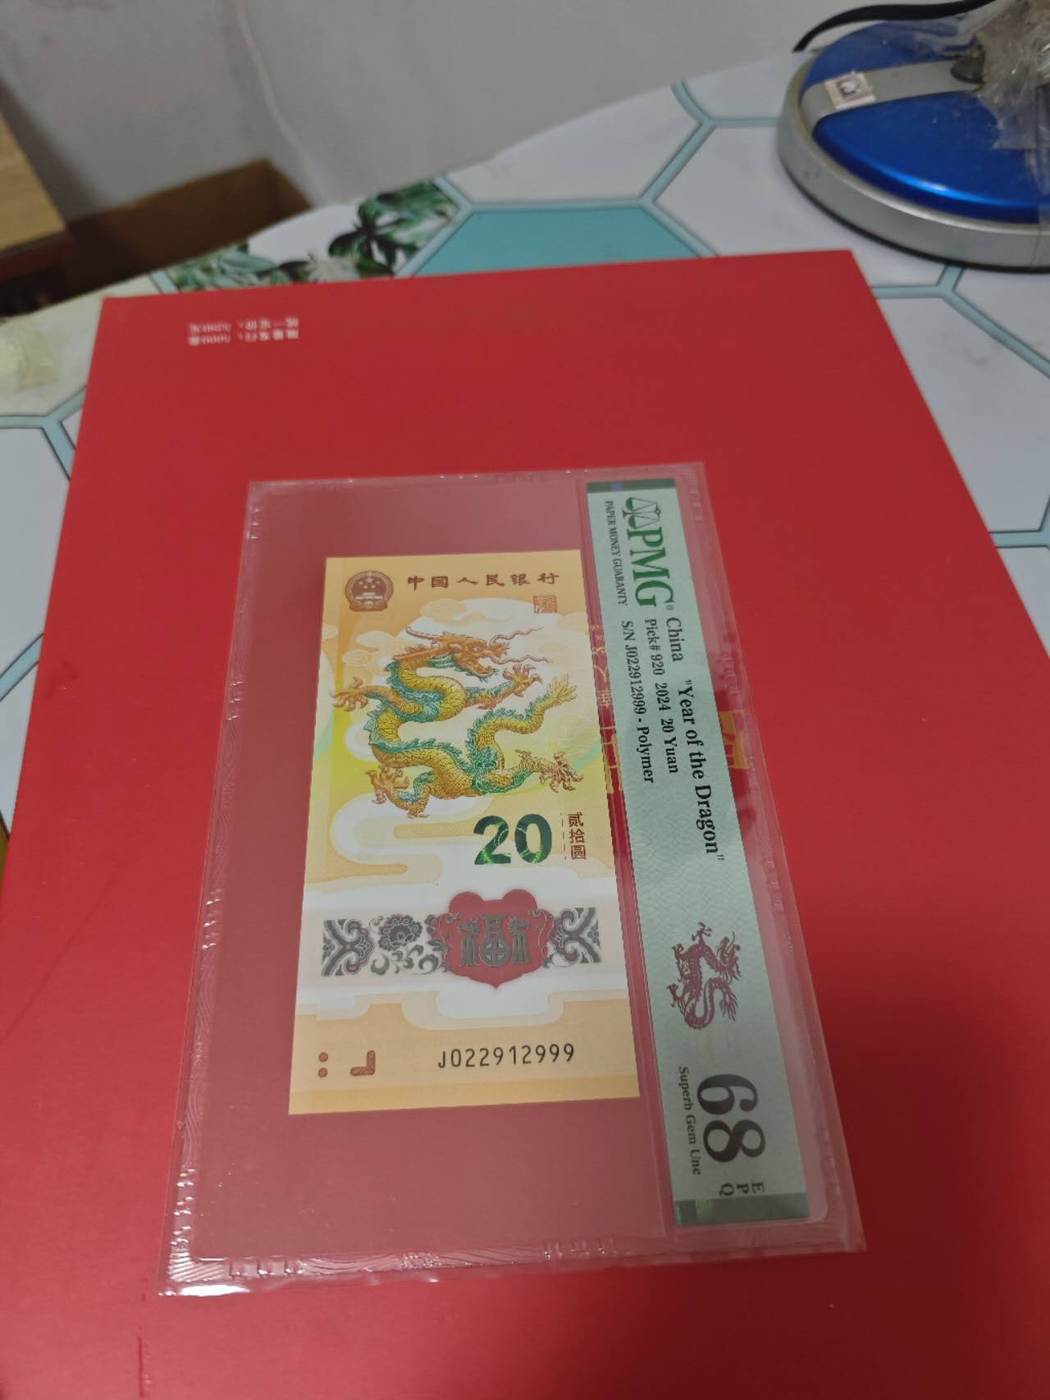 中国人民银行
20
贰拾圆
福
J022912999
PMG®
PAPER MONEY GUARANTY
China "Year of the Dragon"
Pick# 920 2024 20 Yuan
S/N J022912999 - Polymer
68
Superb Gem Unc
EPQ